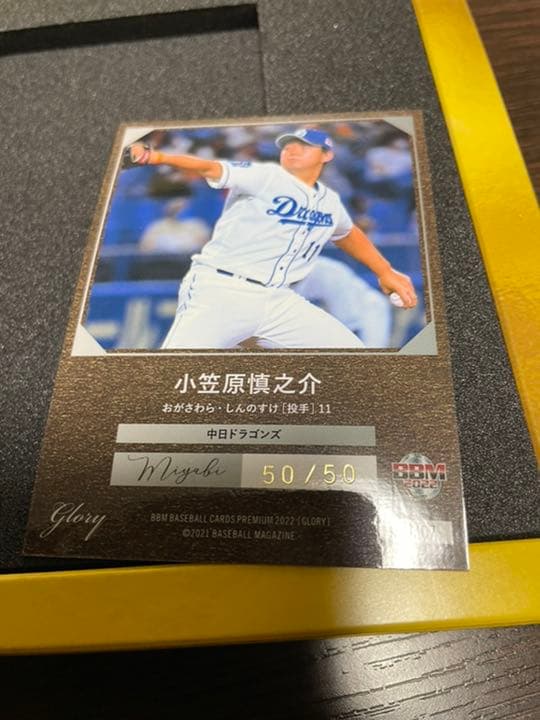 Dragons
11
小笠原慎之介
おがさわら・しんのすけ [投手] 11
中日ドラゴンズ
Miyabi 50/50
BBM
2022
Glory
BBM BASEBALL CARDS PREMIUM 2022 [GLORY]
©2021 BASEBALL MAGAZINE